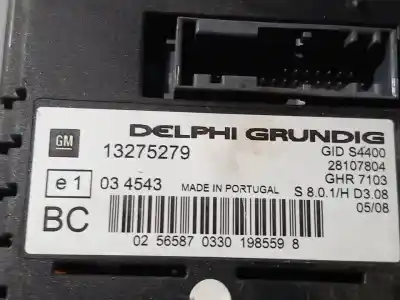 DELPHI GRUNDIG
GM
13275279
GID S4400
28107804
GHR 7103
e 1
03 4543
MADE IN PORTUGAL
S 8.0.1/H D3.08
05/08
BC
02 56587 0330 198559 8